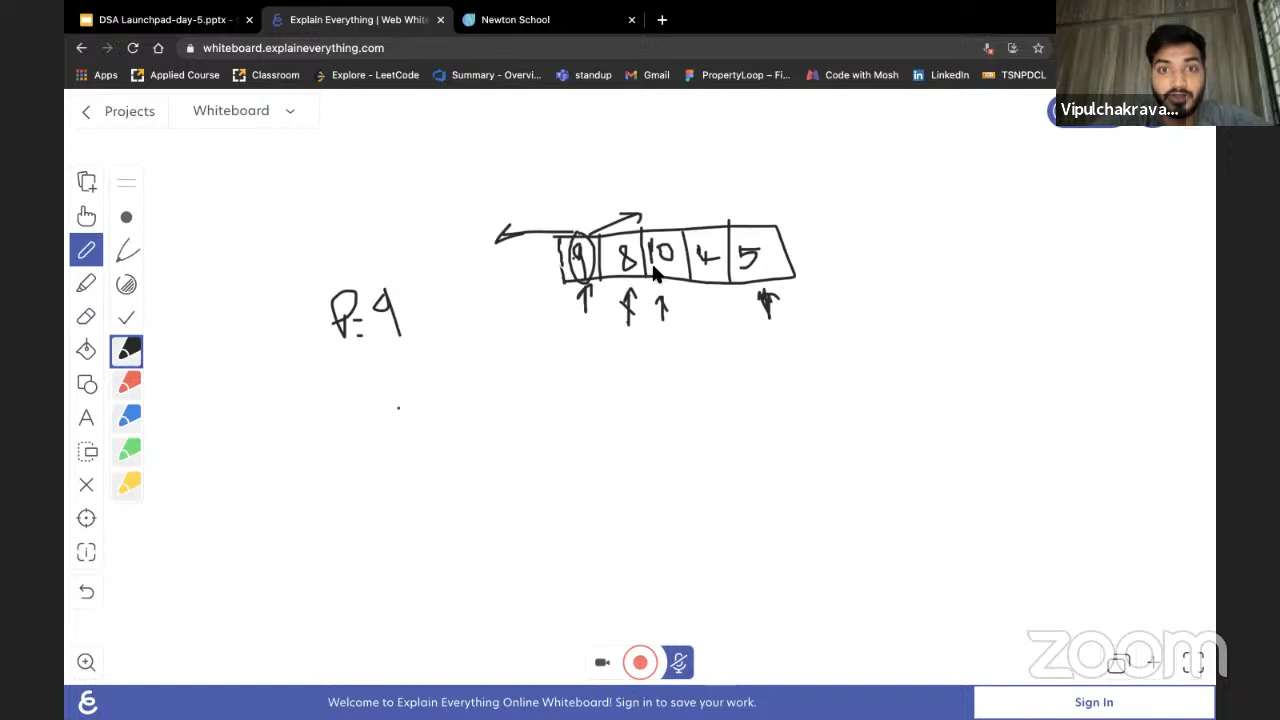 DSA Launchpad-day-5.pptx -
Explain Everything | Web White
Newton School
whiteboard.explaineverything.com
Apps
Applied Course
Classroom
Explore - LeetCode
Summary - Overvi...
standup
Gmail
PropertyLoop – Fi...
Code with Mosh
LinkedIn
TSNPDCL
Vipulchakrava...
Projects
Whiteboard
9 8 10 4 5
P= 9
A
zoom
Welcome to Explain Everything Online Whiteboard! Sign in to save your work.
Sign In